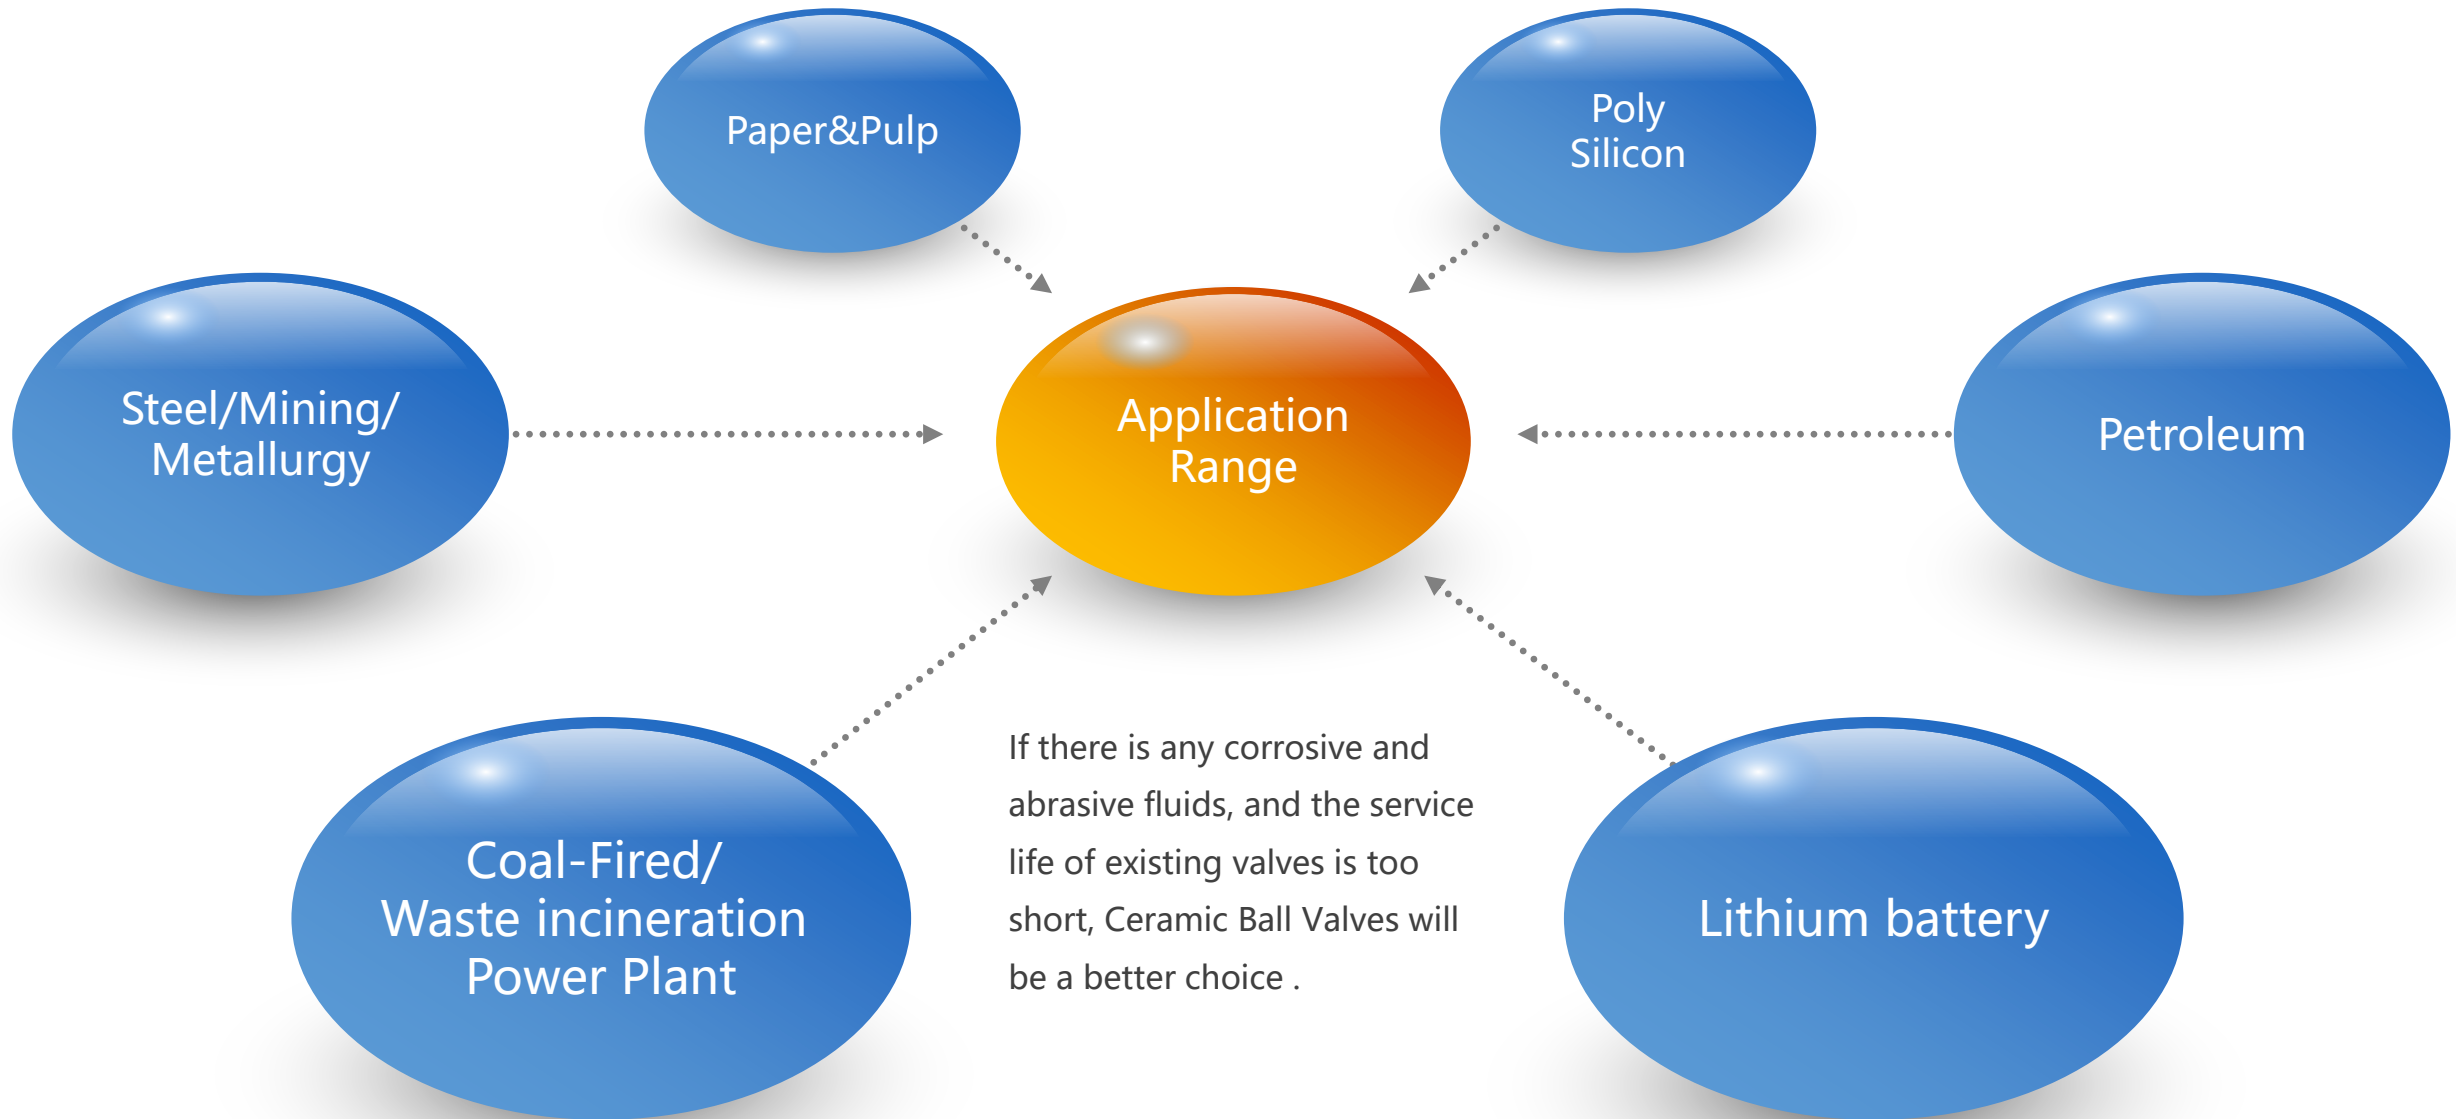 Paper&Pulp
Poly
Silicon
Steel/Mining/
Metallurgy
Application
Range
Petroleum
Coal-Fired/
Waste incineration
Power Plant
If there is any corrosive and
abrasive fluids, and the service
life of existing valves is too
short, Ceramic Ball Valves will
be a better choice .
Lithium battery